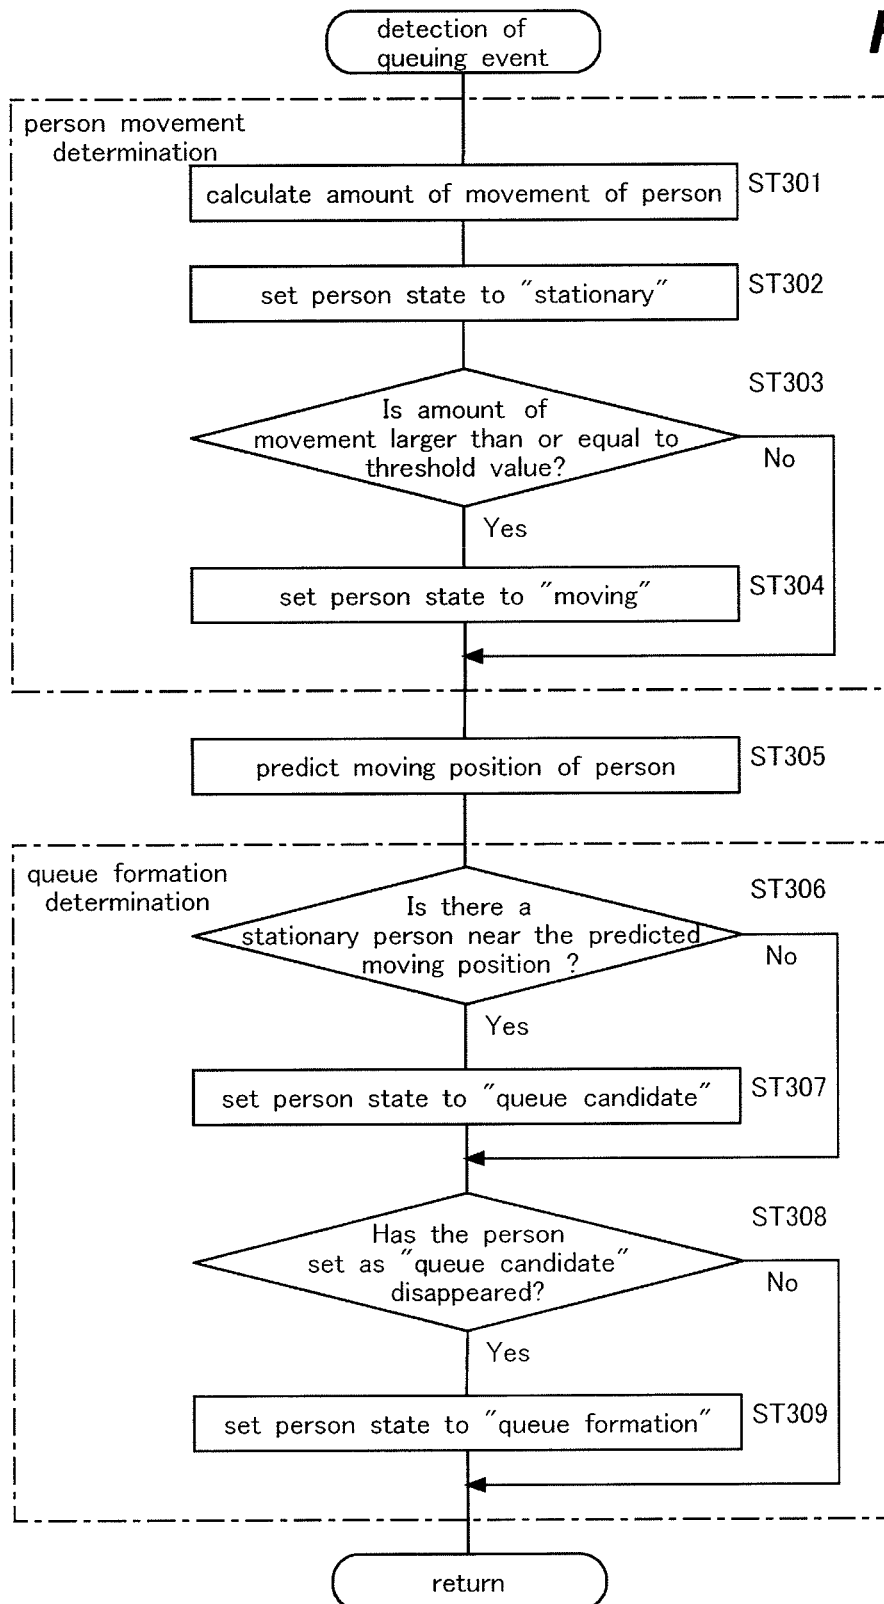 detection of
queuing event
person movement
determination
calculate amount of movement of person
ST301
set person state to "stationary"
ST302
ST303
Is amount of
movement larger than or equal to
threshold value?
No
Yes
set person state to "moving"
ST304
predict moving position of person
ST305
queue formation
determination
ST306
Is there a
stationary person near the predicted
moving position ?
No
Yes
set person state to "queue candidate"
ST307
ST308
Has the person
set as "queue candidate"
disappeared?
No
Yes
set person state to "queue formation"
ST309
return